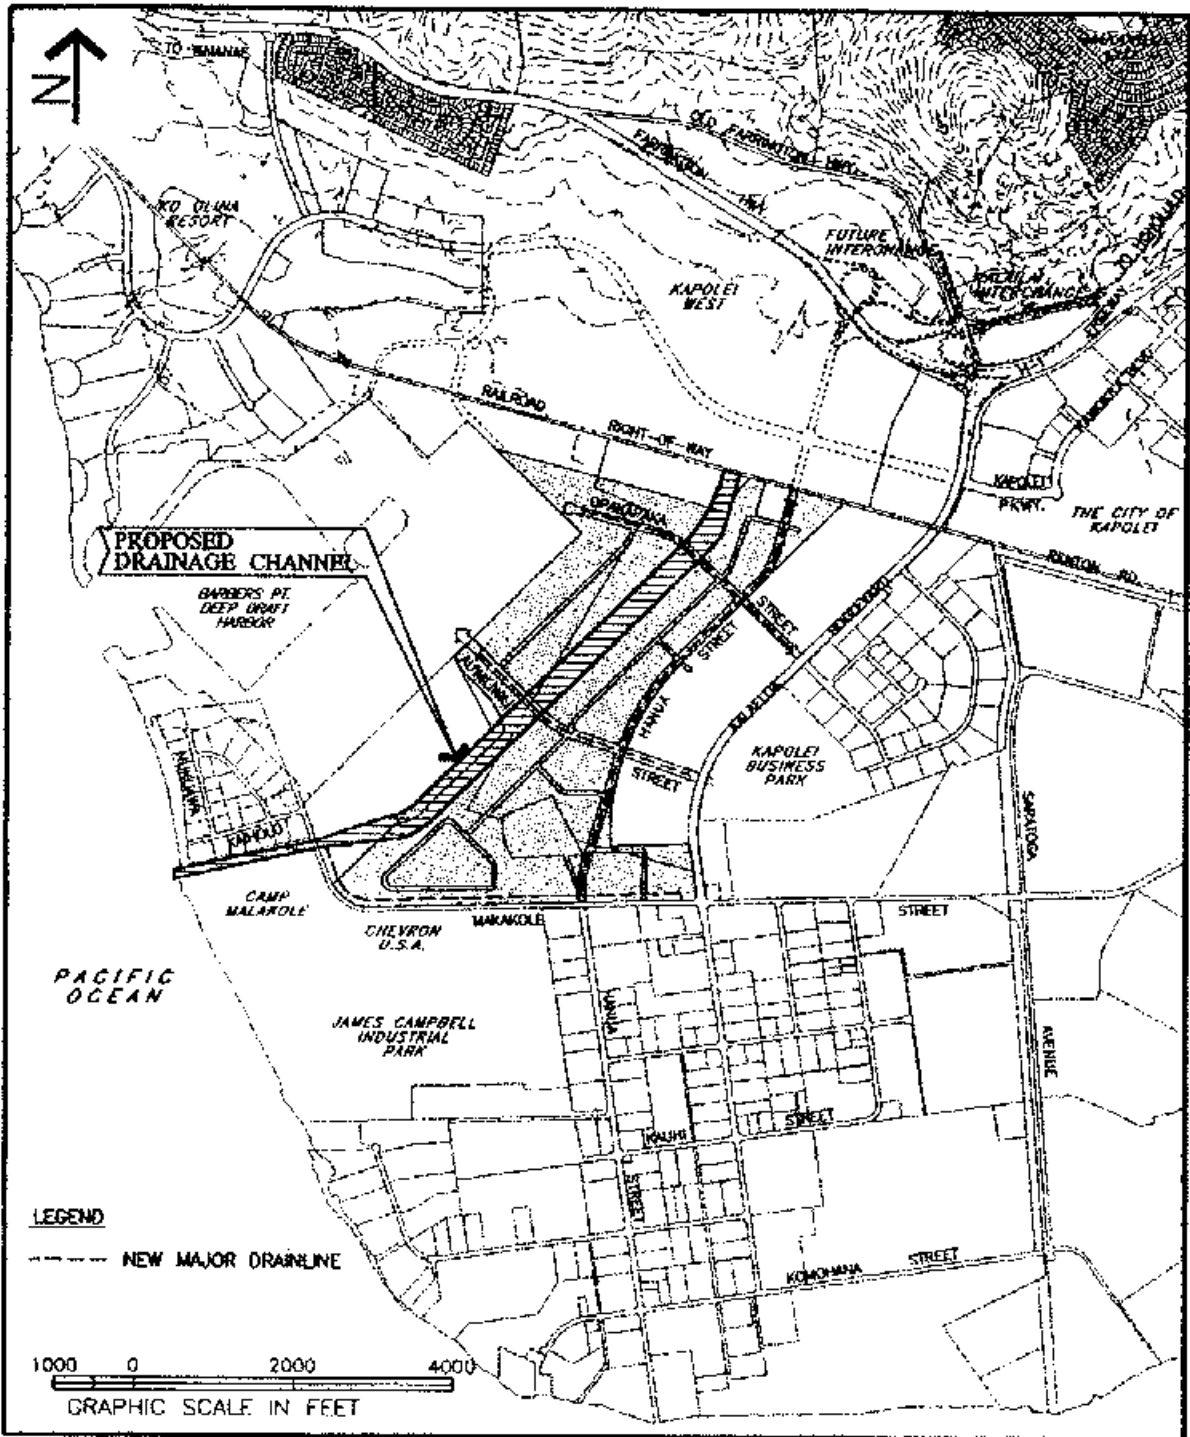 N
TO WAIANAE
OLD FARRINGTON HWY.
FARRINGTON
HWY.
KO OLINA
RESORT
FUTURE
INTERCHANGE
INTERCHANGE
KAPOLEI
WEST
H-1
RAILROAD
RIGHT-OF-WAY
KAPOLEI
PKWY.
THE CITY OF
KAPOLEI
RENTON RD.
PROPOSED
DRAINAGE CHANNEL
BARBERS PT.
DEEP DRAFT
HARBOR
STREET
BOULEVARD
STREET
HANUA
KALAELOA
KAPOLEI
BUSINESS
PARK
STREET
SARATOGA
CAMP
MALAKOLE
MAKAKOLE
STREET
CHEVRON
U.S.A.
PACIFIC
OCEAN
JAMES CAMPBELL
INDUSTRIAL
PARK
HANUA
AVENUE
STREET
KAUHI
STREET
LEGEND
NEW MAJOR DRAINLINE
STREET
KOMOHANA
1000 0 2000 4000
GRAPHIC SCALE IN FEET